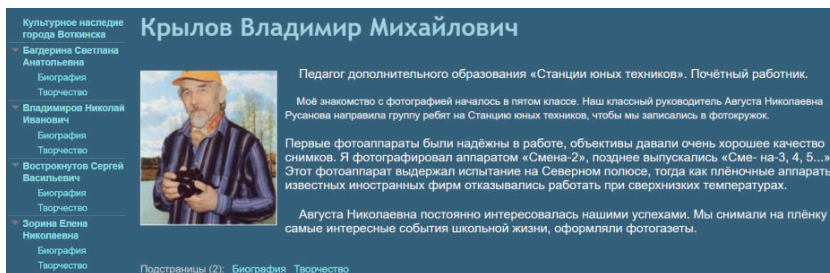 Культурное наследие
города Воткинска
Багдерина Светлана
Анатольевна
Биография
Творчество
Владимиров Николай
Иванович
Биография
Творчество
Вострокнутов Сергей
Васильевич
Биография
Творчество
Зорина Елена
Николаевна
Биография
Творчество
Крылов Владимир Михайлович
Педагог дополнительного образования «Станции юных техников». Почётный работник.
Моё знакомство с фотографией началось в пятом классе. Наш классный руководитель Августа Николаевна
Русанова направила группу ребят на Станцию юных техников, чтобы мы записались в фотокружок.
Первые фотоаппараты были надёжны в работе, объективы давали очень хорошее качество
снимков. Я фотографировал аппаратом «Смена-2», позднее выпускались «Сме- на-3, 4, 5...»
Этот фотоаппарат выдержал испытание на Северном полюсе, тогда как плёночные аппараты
известных иностранных фирм отказывались работать при сверхнизких температурах.
Августа Николаевна постоянно интересовалась нашими успехами. Мы снимали на плёнку
самые интересные события школьной жизни, оформляли фотогазеты.
Подстраницы (2): Биография Творчество